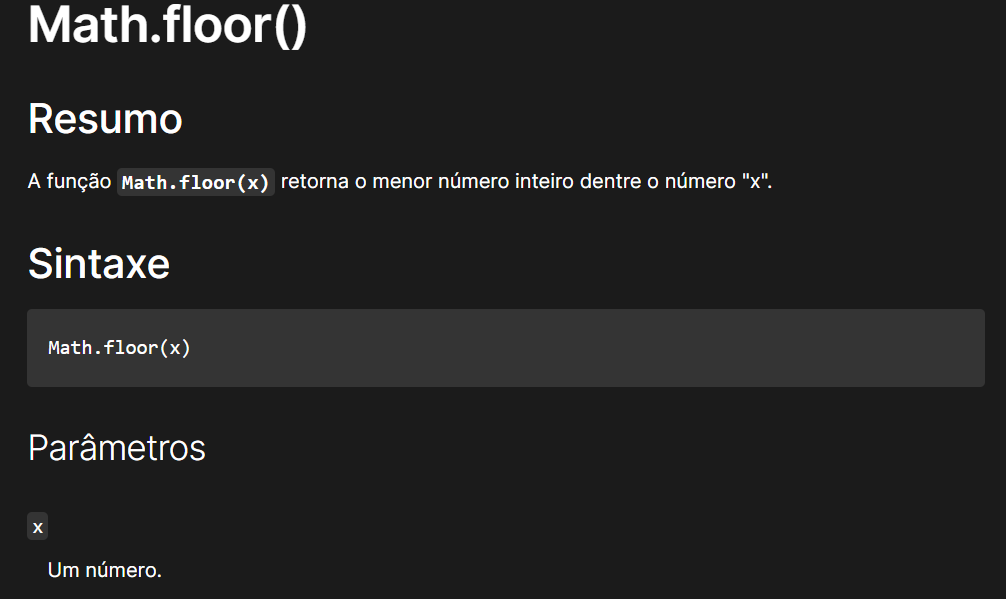 Math.floor()
Resumo
A função Math.floor(x) retorna o menor número inteiro dentre o número "x".
Sintaxe
Math.floor(x)
Parâmetros
x
Um número.